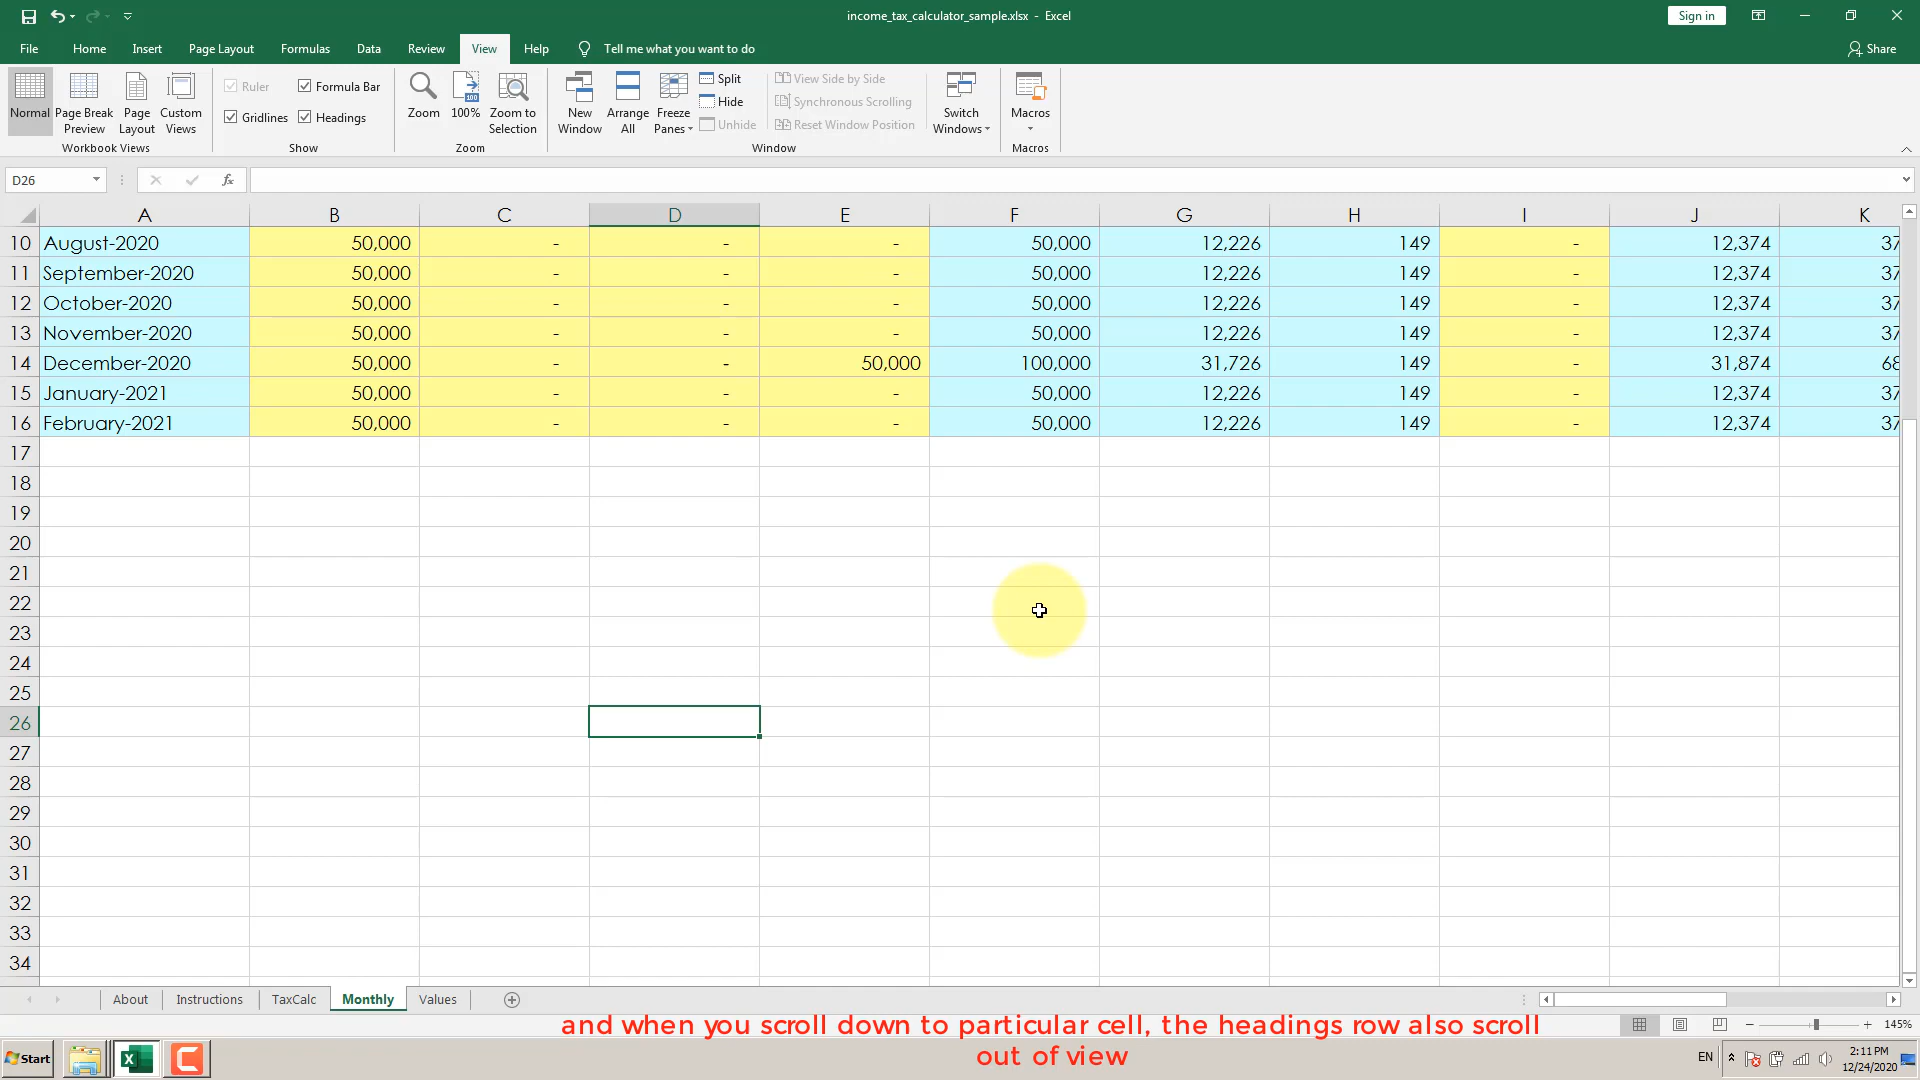 income_tax_calculator_sample.xlsx - Excel
Sign in
File Home Insert Page Layout Formulas Data Review View Help Tell me what you want to do Share
Normal Page Break Preview Page Layout Custom Views
Workbook Views
Ruler Formula Bar
Gridlines Headings
Show
Zoom 100% Zoom to Selection
Zoom
New Window Arrange All Freeze Panes
Split View Side by Side
Hide Synchronous Scrolling
Unhide Reset Window Position
Switch Windows
Window
Macros
Macros
D26 fx
A B C D E F G H I J K
10 August-2020 50,000 - - - 50,000 12,226 149 - 12,374 37
11 September-2020 50,000 - - - 50,000 12,226 149 - 12,374 37
12 October-2020 50,000 - - - 50,000 12,226 149 - 12,374 37
13 November-2020 50,000 - - - 50,000 12,226 149 - 12,374 37
14 December-2020 50,000 - - 50,000 100,000 31,726 149 - 31,874 68
15 January-2021 50,000 - - - 50,000 12,226 149 - 12,374 37
16 February-2021 50,000 - - - 50,000 12,226 149 - 12,374 37
17
18
19
20
21
22
23
24
25
26
27
28
29
30
31
32
33
34
About Instructions TaxCalc Monthly Values
and when you scroll down to particular cell, the headings row also scroll
out of view
145%
Start
EN
2:11 PM
12/24/2020